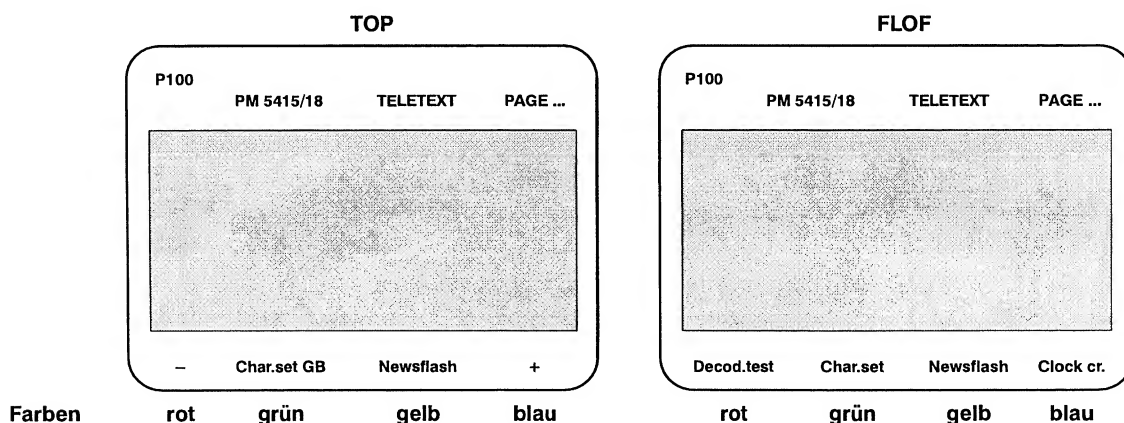 TOP
P100
PM 5415/18 TELETEXT PAGE ...
– Char.set GB Newsflash +
FLOF
P100
PM 5415/18 TELETEXT PAGE ...
Decod.test Char.set Newsflash Clock cr.
Farben rot grün gelb blau rot grün gelb blau